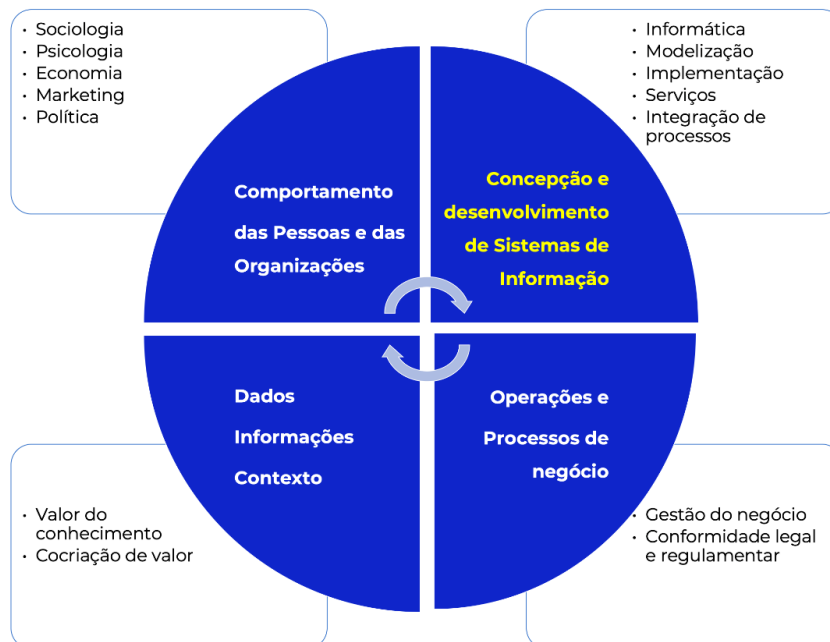 • Sociologia
• Psicologia
• Economia
• Marketing
• Política
• Informática
• Modelização
• Implementação
• Serviços
• Integração de
processos
Comportamento
das Pessoas e das
Organizações
Concepção e
desenvolvimento
de Sistemas de
Informação
Dados
Informações
Contexto
Operações e
Processos de
negócio
• Valor do
conhecimento
• Cocriação de valor
• Gestão do negócio
• Conformidade legal
e regulamentar